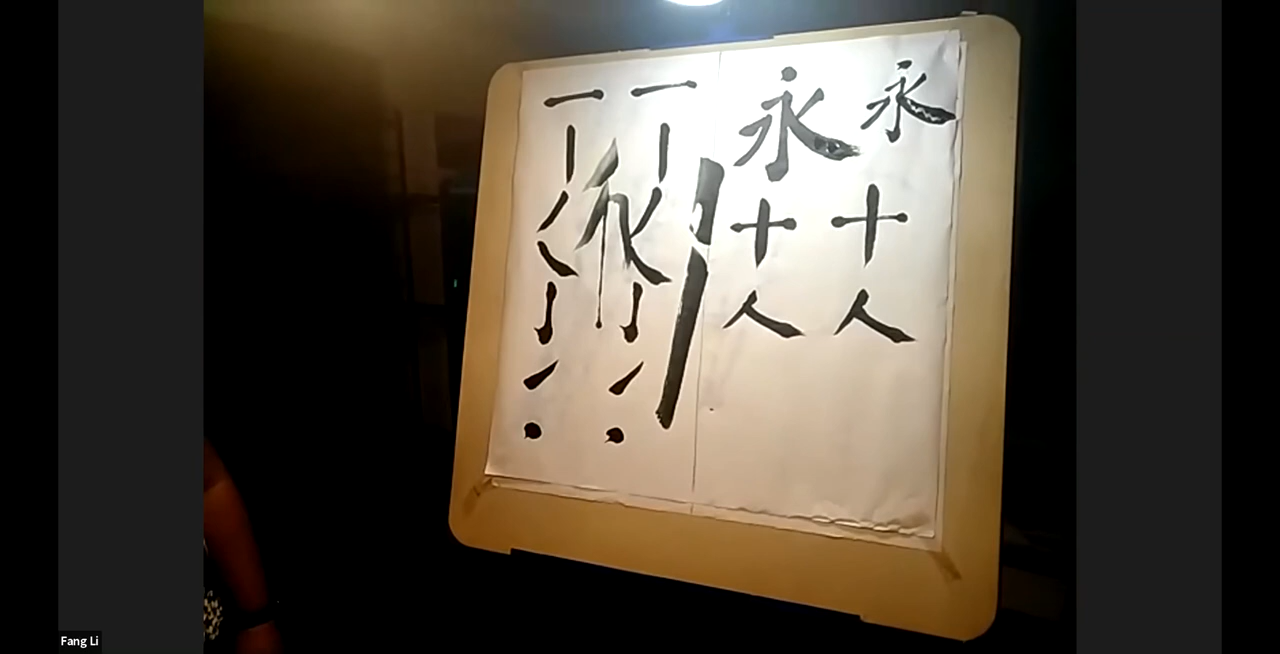 永 永
十 十
人 人
Fang Li